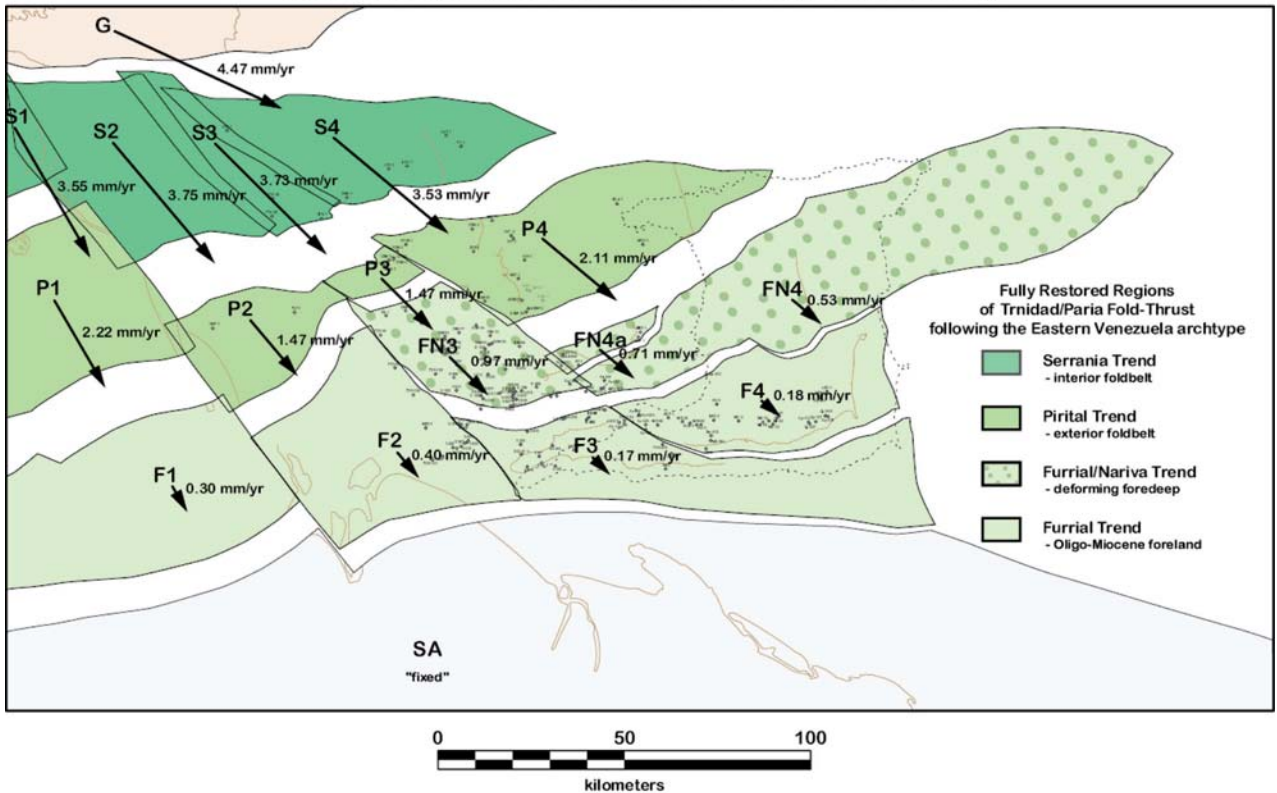 G
4.47 mm/yr
S1
S2
S3
S4
3.55 mm/yr
3.75 mm/yr
3.73 mm/yr
3.53 mm/yr
P1
2.22 mm/yr
P2
1.47 mm/yr
P3
1.47 mm/yr
P4
2.11 mm/yr
FN3
0.97 mm/yr
FN4a
0.71 mm/yr
FN4
0.53 mm/yr
F1
0.30 mm/yr
F2
0.40 mm/yr
F3
0.17 mm/yr
F4
0.18 mm/yr
SA
"fixed"
Fully Restored Regions
of Trnidad/Paria Fold-Thrust
following the Eastern Venezuela archtype
Serrania Trend
- interior foldbelt
Pirital Trend
- exterior foldbelt
Furrial/Nariva Trend
- deforming foredeep
Furrial Trend
- Oligo-Miocene foreland
0 50 100
kilometers